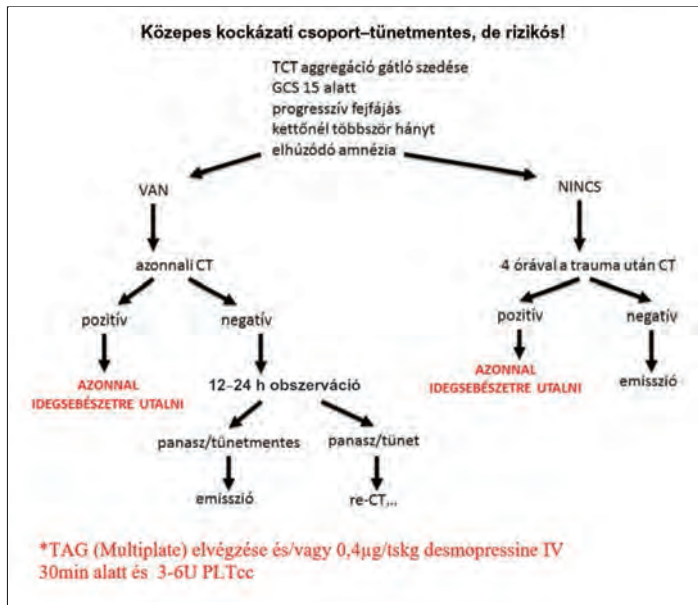 Közepes kockázati csoport–tünetmentes, de rizikós!
TCT aggregáció gátló szedése
GCS 15 alatt
progresszív fejfájás
kettőnél többször hányt
elhúzódó amnézia
VAN
NINCS
azonnali CT
4 órával a trauma után CT
pozitív
negatív
pozitív
negatív
AZONNAL
IDEGSEBÉSZETRE UTALNI
12–24 h obszerváció
AZONNAL
IDEGSEBÉSZETRE UTALNI
emisszió
panasz/tünetmentes
panasz/tünet
emisszió
re-CT,..
*TAG (Multiplate) elvégzése és/vagy 0,4µg/tskg desmopressine IV
30min alatt és 3-6U PLTcc